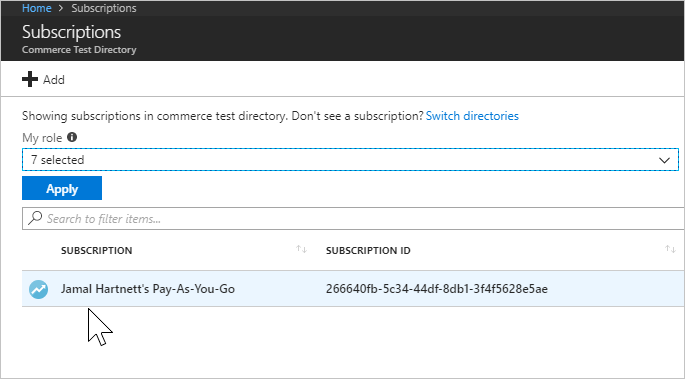 Home > Subscriptions
Subscriptions
Commerce Test Directory
Add
Showing subscriptions in commerce test directory. Don't see a subscription? Switch directories
My role
7 selected
Apply
Search to filter items...
SUBSCRIPTION SUBSCRIPTION ID
Jamal Hartnett's Pay-As-You-Go 266640fb-5c34-44df-8db1-3f4f5628e5ae